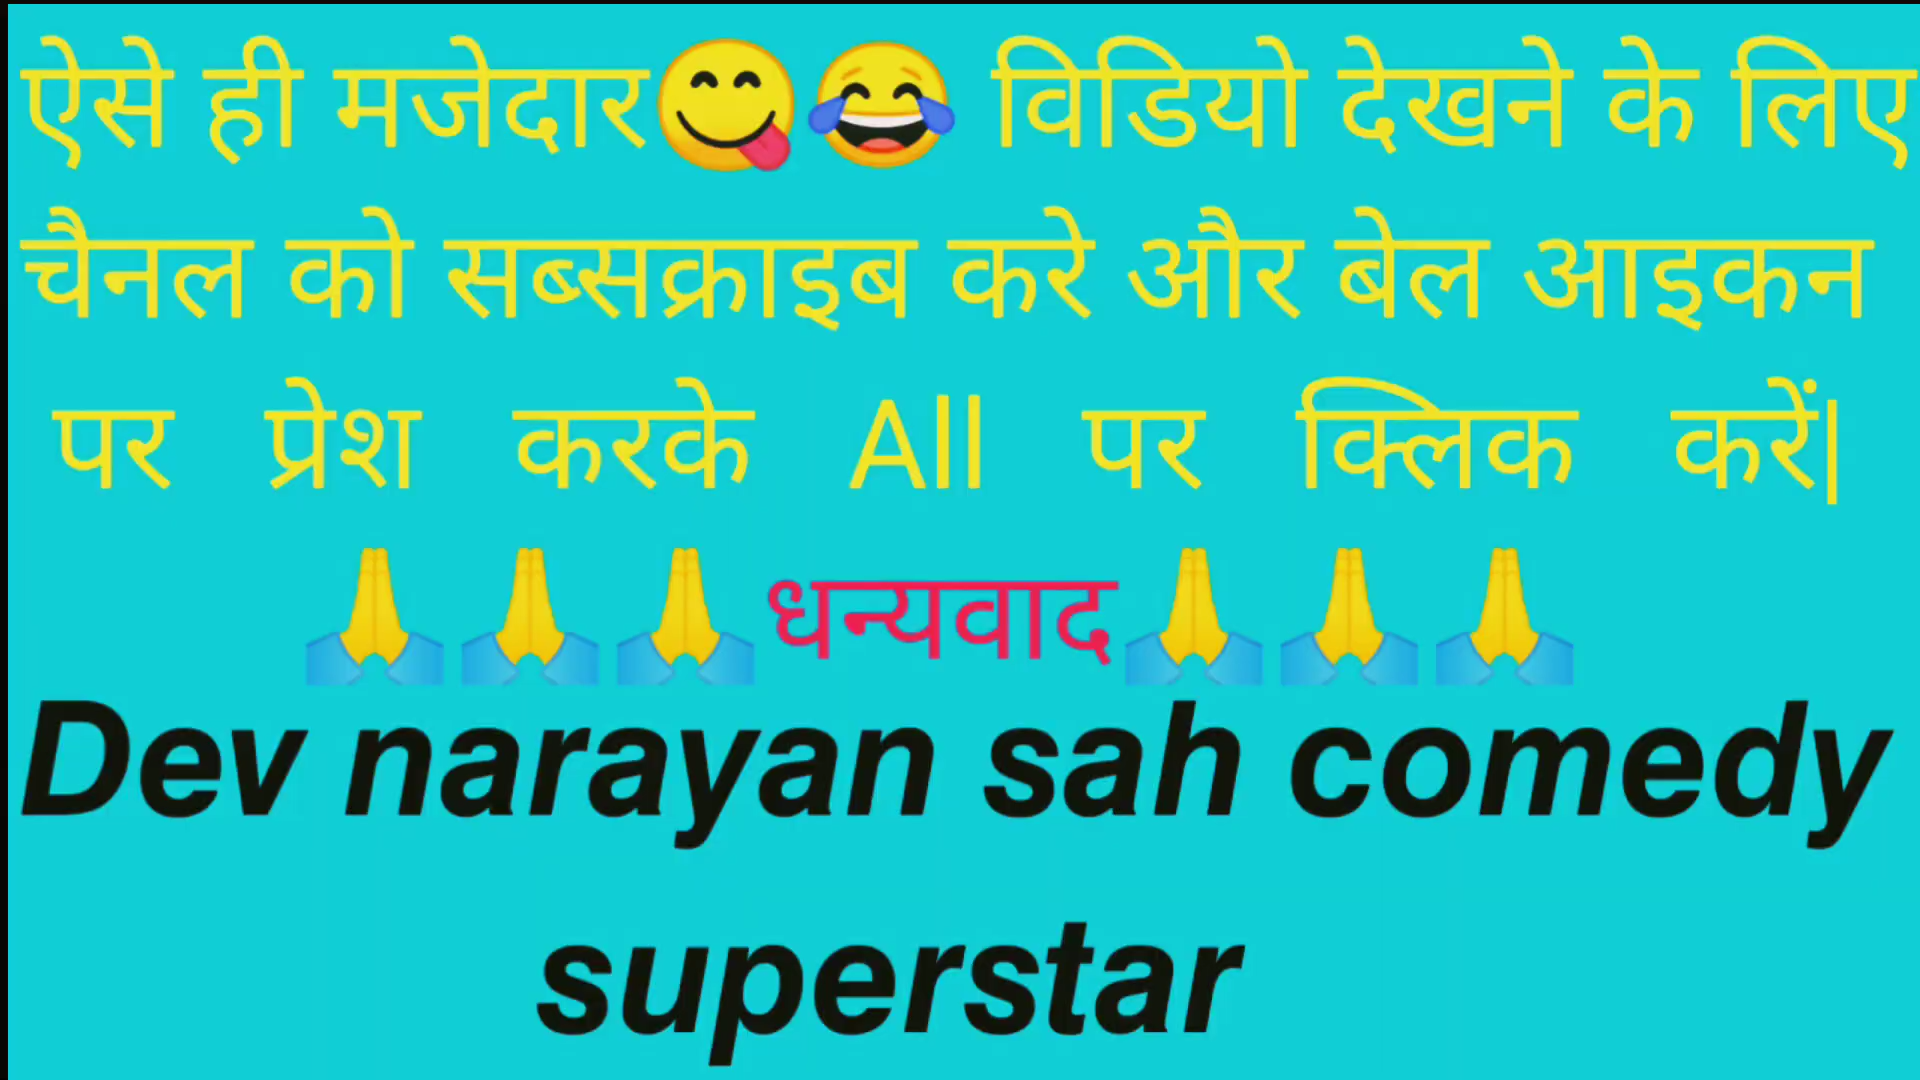 ऐसे ही मजेदार😋😂 विडियो देखने के लिए
चैनल को सब्सक्राइब करे और बेल आइकन
पर प्रेश करके All पर क्लिक करें|
🙏🙏🙏धन्यवाद🙏🙏🙏
Dev narayan sah comedy
superstar